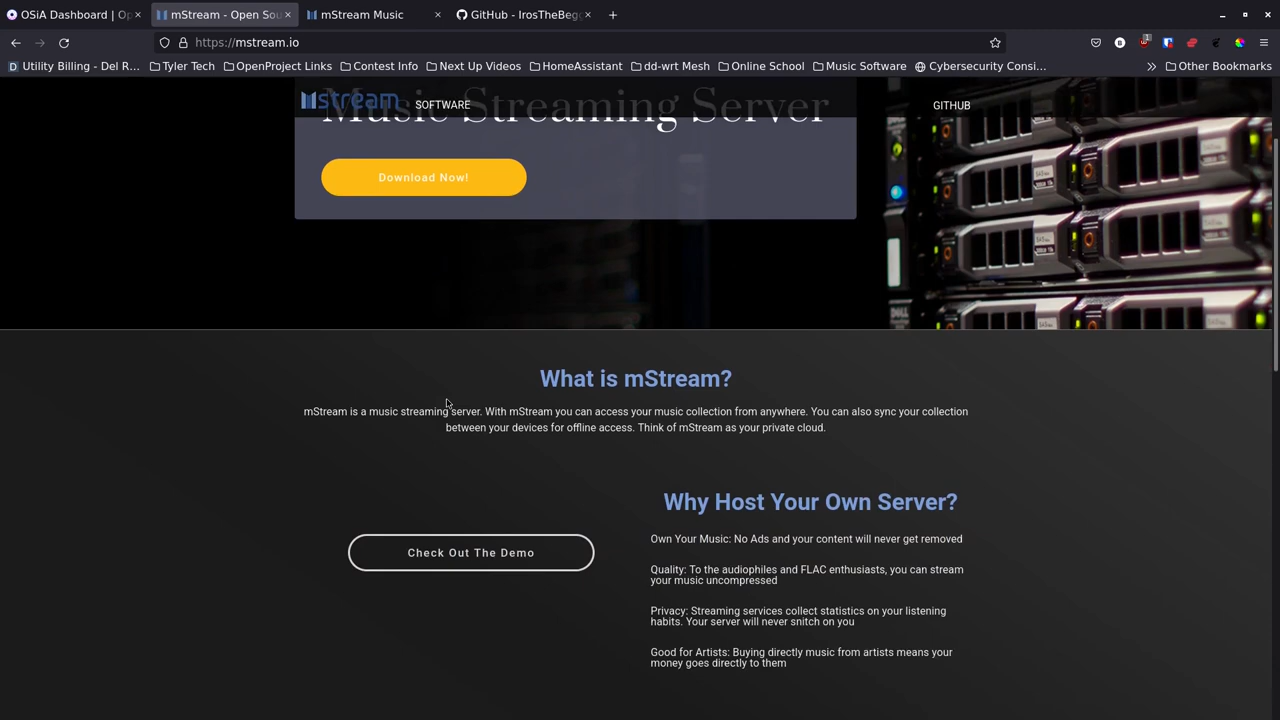 OSiA Dashboard | Op
mStream - Open Sou
mStream Music
GitHub - IrosTheBegg
https://mstream.io
Utility Billing - Del R…
Tyler Tech
OpenProject Links
Contest Info
Next Up Videos
HomeAssistant
dd-wrt Mesh
Online School
Music Software
Cybersecurity Consi…
Other Bookmarks
mstream
SOFTWARE
GITHUB
Music Streaming Server
Download Now!
What is mStream?
mStream is a music streaming server. With mStream you can access your music collection from anywhere. You can also sync your collection
between your devices for offline access. Think of mStream as your private cloud.
Why Host Your Own Server?
Check Out The Demo
Own Your Music: No Ads and your content will never get removed
Quality: To the audiophiles and FLAC enthusiasts, you can stream
your music uncompressed
Privacy: Streaming services collect statistics on your listening
habits. Your server will never snitch on you
Good for Artists: Buying directly music from artists means your
money goes directly to them